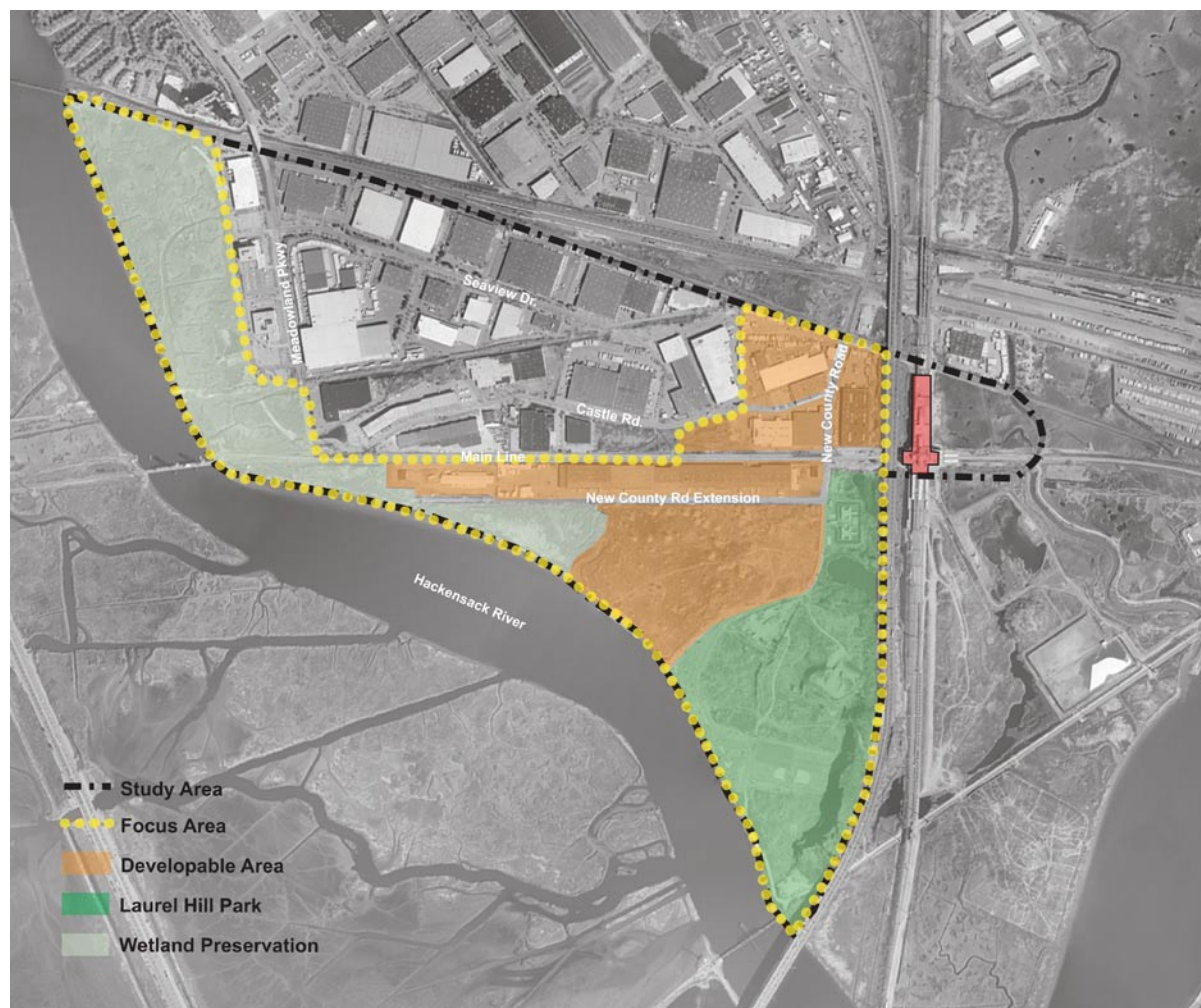 Meadowland Pkwy
Seaview Dr.
New County Road
Castle Rd.
Main Line
New County Rd Extension
Hackensack River
Study Area
Focus Area
Developable Area
Laurel Hill Park
Wetland Preservation